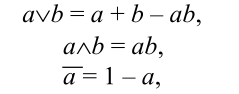 a∨b = a + b – ab,
a∧b = ab,
a̅ = 1 – a,